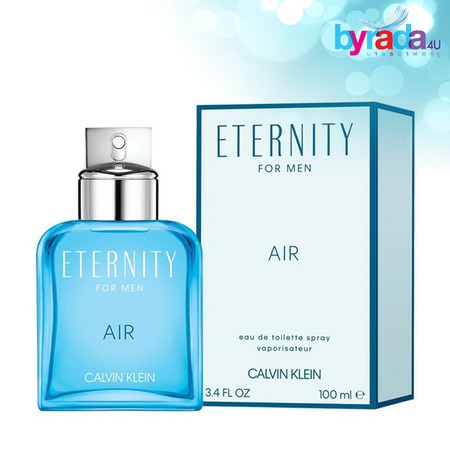 byrada4U
ETERNITY
FOR MEN
AIR
CALVIN KLEIN
ETERNITY
FOR MEN
AIR
eau de toilette spray
vaporisateur
CALVIN KLEIN
3.4 FL OZ 100 ml e